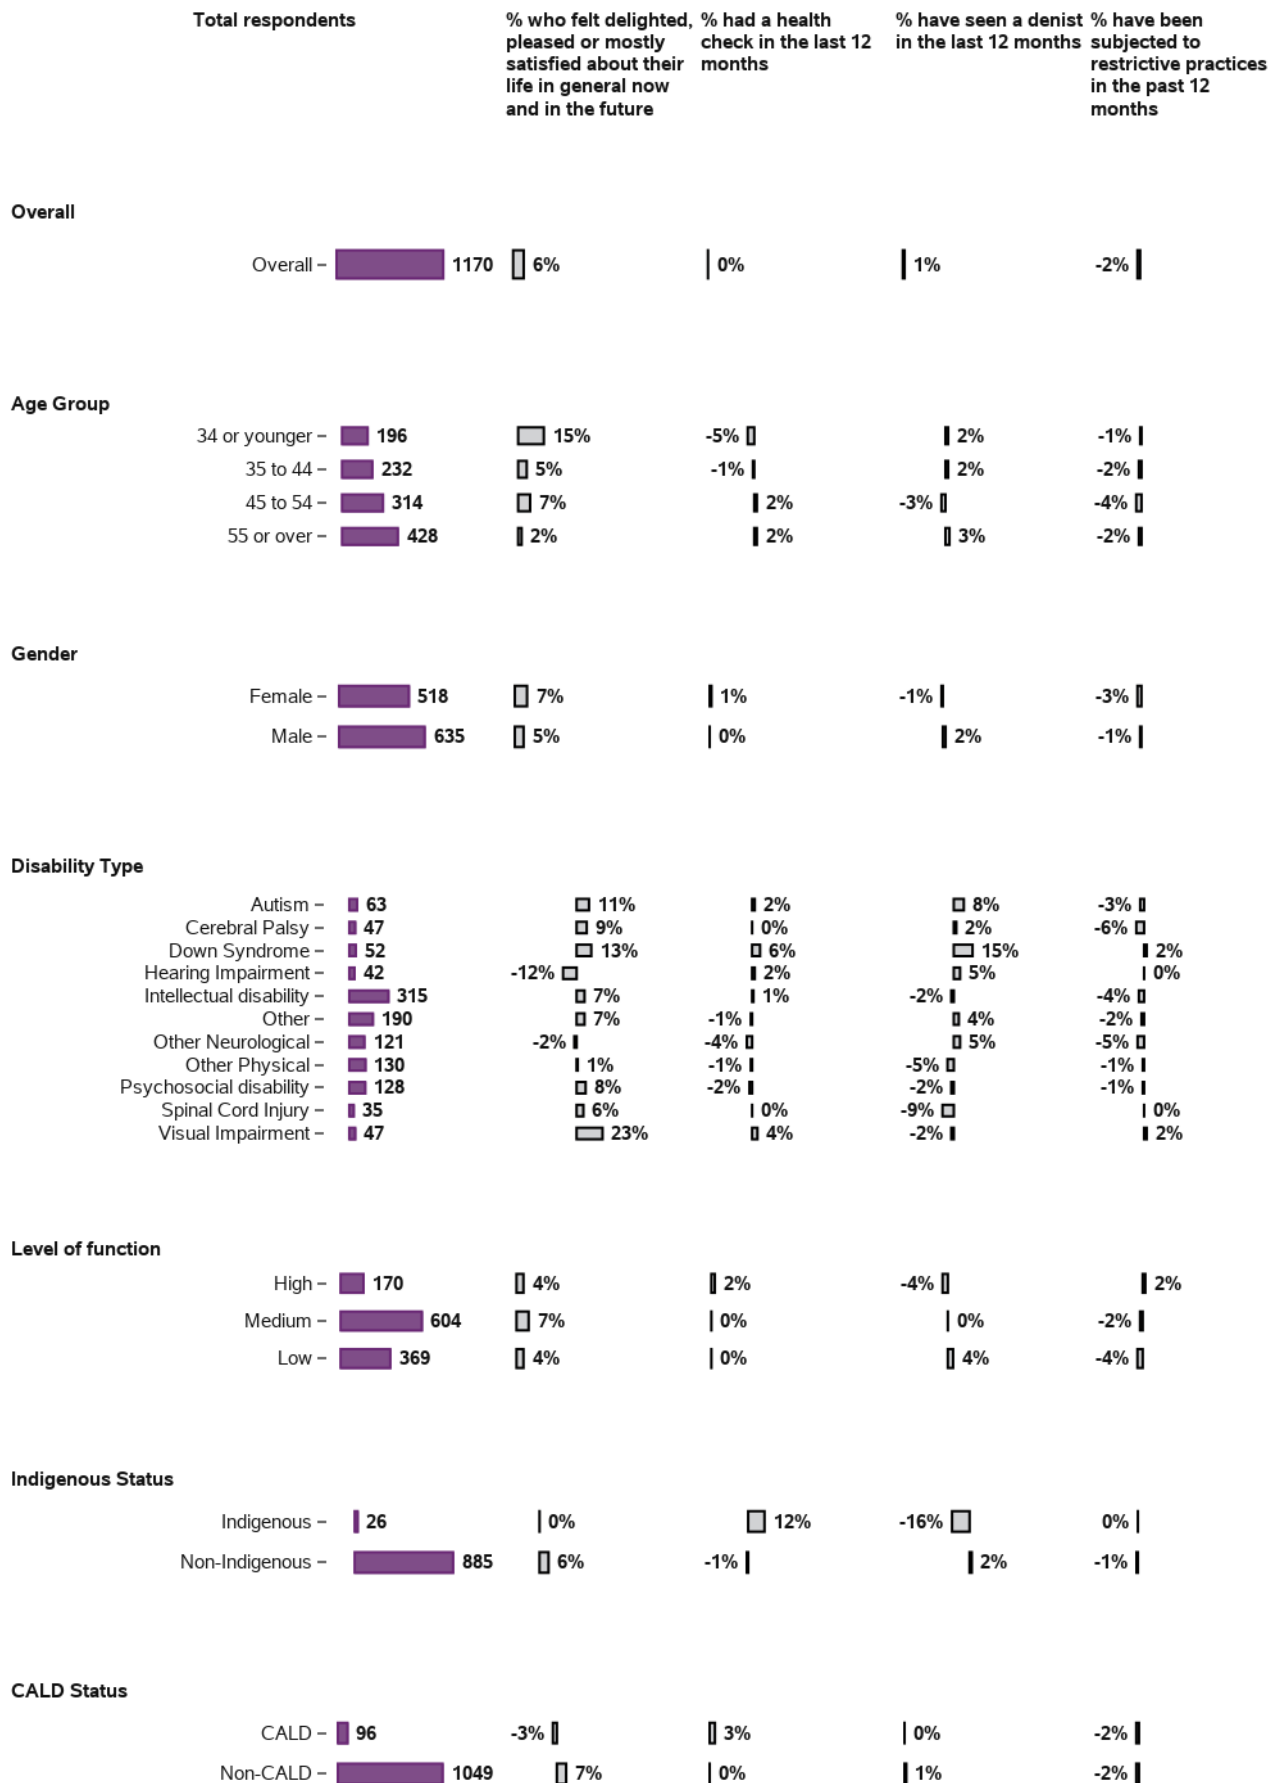 Total respondents
% who felt delighted, pleased or mostly satisfied about their life in general now and in the future
% had a health check in the last 12 months
% have seen a denist in the last 12 months
% have been subjected to restrictive practices in the past 12 months
Overall
Overall 1170 6% 0% 1% -2%
Age Group
34 or younger 196 15% -5% 2% -1%
35 to 44 232 5% -1% 2% -2%
45 to 54 314 7% 2% -3% -4%
55 or over 428 2% 2% 3% -2%
Gender
Female 518 7% 1% -1% -3%
Male 635 5% 0% 2% -1%
Disability Type
Autism 63 11% 2% 8% -3%
Cerebral Palsy 47 9% 0% 2% -6%
Down Syndrome 52 13% 6% 15% 2%
Hearing Impairment 42 -12% 2% 5% 0%
Intellectual disability 315 7% 1% -2% -4%
Other 190 7% -1% 4% -2%
Other Neurological 121 -2% -4% 5% -5%
Other Physical 130 1% -1% -5% -1%
Psychosocial disability 128 8% -2% -2% -1%
Spinal Cord Injury 35 6% 0% -9% 0%
Visual Impairment 47 23% 4% -2% 2%
Level of function
High 170 4% 2% -4% 2%
Medium 604 7% 0% 0% -2%
Low 369 4% 0% 4% -4%
Indigenous Status
Indigenous 26 0% 12% -16% 0%
Non-Indigenous 885 6% -1% 2% -1%
CALD Status
CALD 96 -3% 3% 0% -2%
Non-CALD 1049 7% 0% 1% -2%